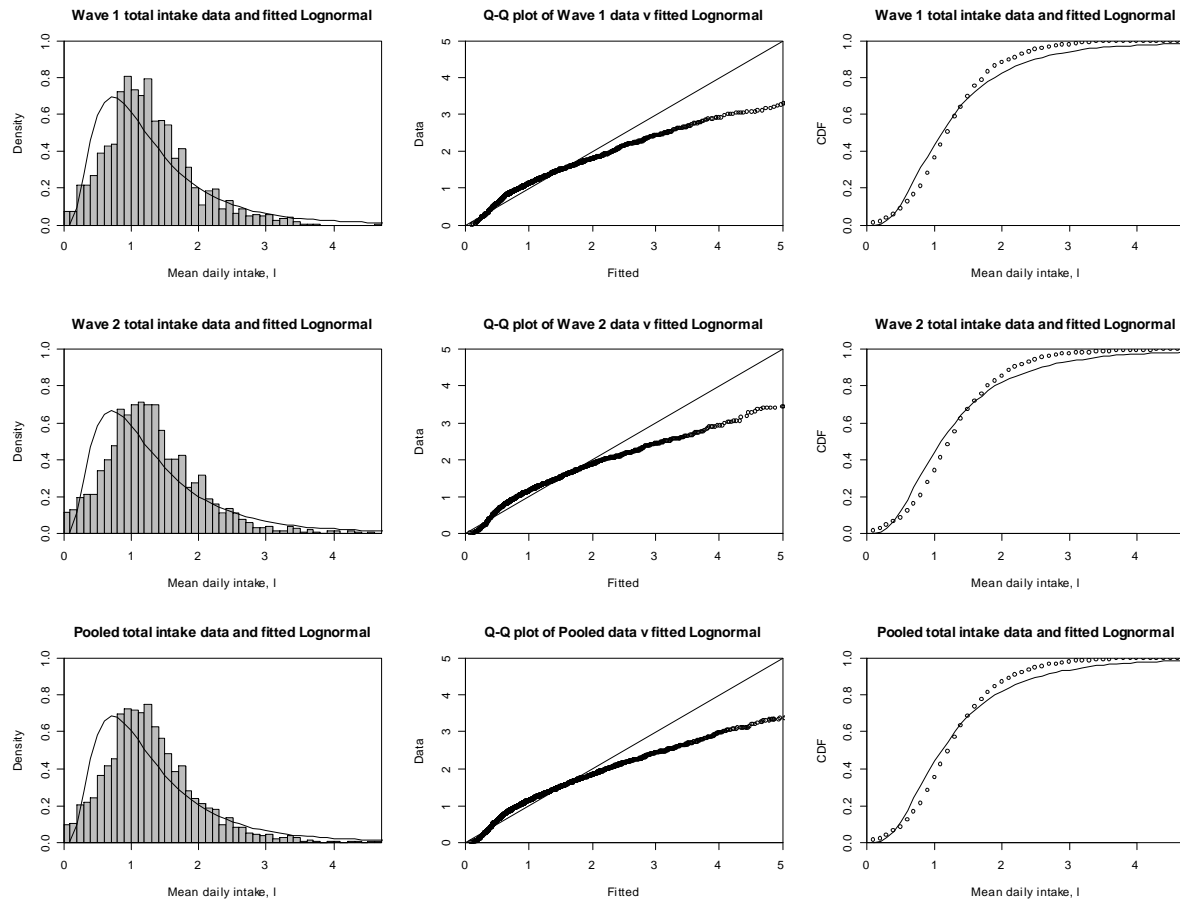 Wave 1 total intake data and fitted Lognormal
Density
0.0 0.2 0.4 0.6 0.8 1.0
0 1 2 3 4
Mean daily intake, l
Q-Q plot of Wave 1 data v fitted Lognormal
Data
0 1 2 3 4 5
0 1 2 3 4 5
Fitted
Wave 1 total intake data and fitted Lognormal
CDF
0.0 0.2 0.4 0.6 0.8 1.0
0 1 2 3 4
Mean daily intake, l
Wave 2 total intake data and fitted Lognormal
Density
0.0 0.2 0.4 0.6 0.8 1.0
0 1 2 3 4
Mean daily intake, l
Q-Q plot of Wave 2 data v fitted Lognormal
Data
0 1 2 3 4 5
0 1 2 3 4 5
Fitted
Wave 2 total intake data and fitted Lognormal
CDF
0.0 0.2 0.4 0.6 0.8 1.0
0 1 2 3 4
Mean daily intake, l
Pooled total intake data and fitted Lognormal
Density
0.0 0.2 0.4 0.6 0.8 1.0
0 1 2 3 4
Mean daily intake, l
Q-Q plot of Pooled data v fitted Lognormal
Data
0 1 2 3 4 5
0 1 2 3 4 5
Fitted
Pooled total intake data and fitted Lognormal
CDF
0.0 0.2 0.4 0.6 0.8 1.0
0 1 2 3 4
Mean daily intake, l